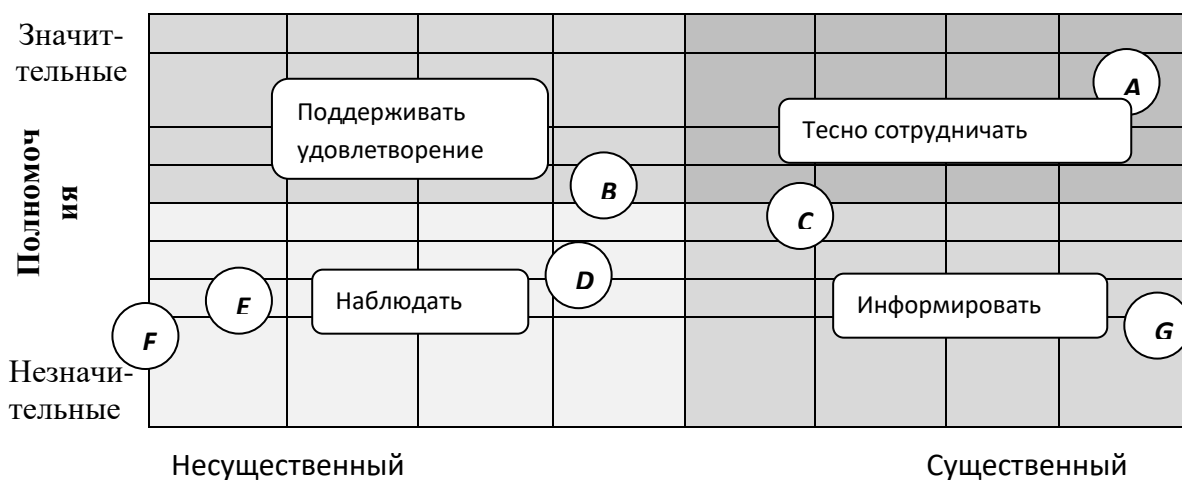 Значит-
тельные
Полномоч
ия
Незначи-
тельные
Поддерживать
удовлетворение
Тесно сотрудничать
A
B
C
D
E
F
G
Наблюдать
Информировать
Несущественный
Существенный